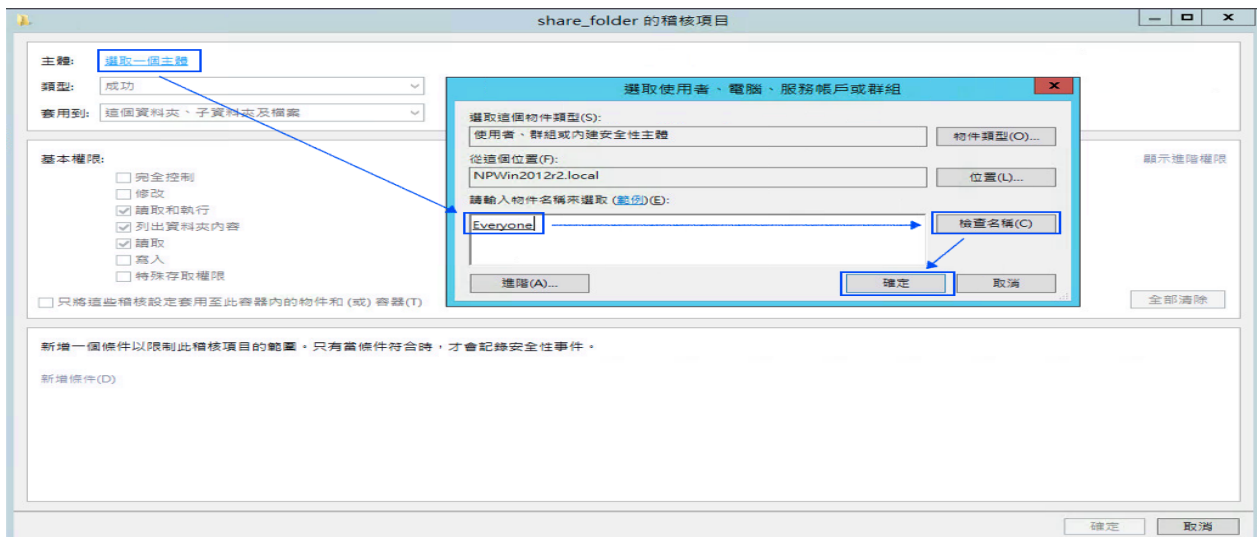 share_folder 的稽核項目
主體: 選取一個主體
類型: 成功
套用到: 這個資料夾、子資料夾及檔案
基本權限:
顯示進階權限
完全控制
修改
讀取和執行
列出資料夾內容
讀取
寫入
特殊存取權限
只將這些稽核設定套用至此容器內的物件和 (或) 容器(T)
全部清除
選取使用者、電腦、服務帳戶或群組
選取這個物件類型(S):
使用者、群組或內建安全性主體
物件類型(O)...
從這個位置(F):
NPWin2012r2.local
位置(L)...
請輸入物件名稱來選取 (範例)(E):
Everyone
檢查名稱(C)
進階(A)...
確定
取消
新增一個條件以限制此稽核項目的範圍。只有當條件符合時，才會記錄安全性事件。
新增條件(D)
確定
取消